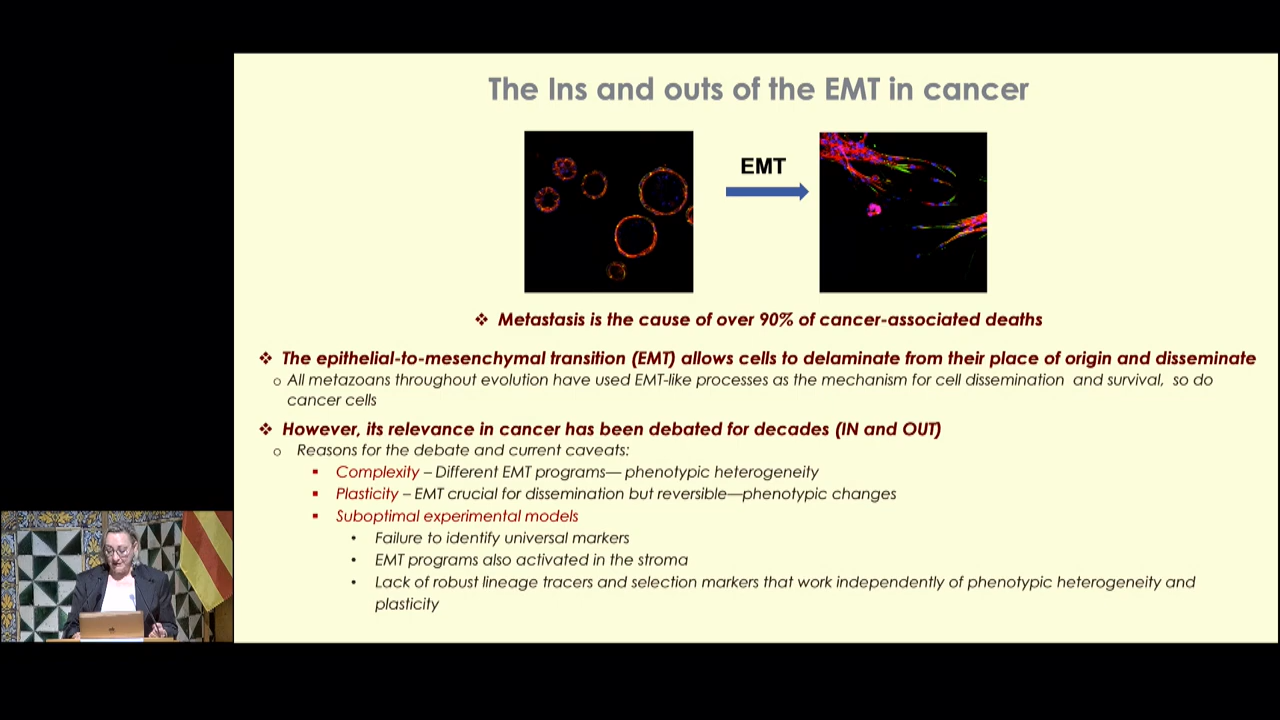 The Ins and outs of the EMT in cancer
EMT
❖ Metastasis is the cause of over 90% of cancer-associated deaths
❖ The epithelial-to-mesenchymal transition (EMT) allows cells to delaminate from their place of origin and disseminate
o All metazoans throughout evolution have used EMT-like processes as the mechanism for cell dissemination and survival, so do
cancer cells
❖ However, its relevance in cancer has been debated for decades (IN and OUT)
o Reasons for the debate and current caveats:
▪ Complexity – Different EMT programs— phenotypic heterogeneity
▪ Plasticity – EMT crucial for dissemination but reversible—phenotypic changes
▪ Suboptimal experimental models
• Failure to identify universal markers
• EMT programs also activated in the stroma
• Lack of robust lineage tracers and selection markers that work independently of phenotypic heterogeneity and
plasticity